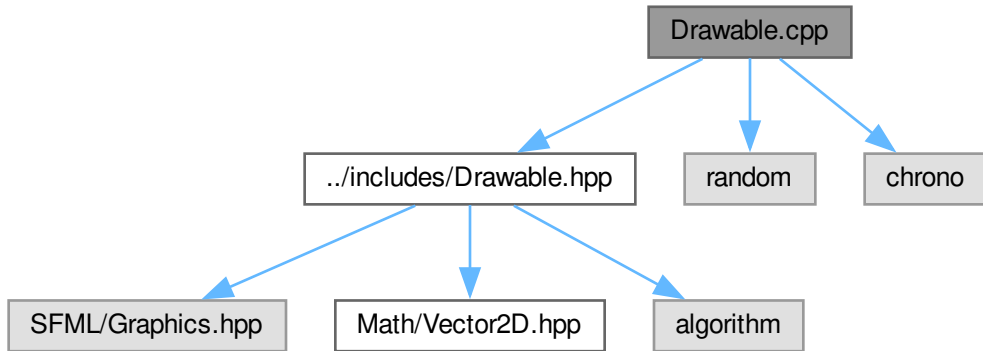 Drawable.cpp
../includes/Drawable.hpp
random
chrono
SFML/Graphics.hpp
Math/Vector2D.hpp
algorithm